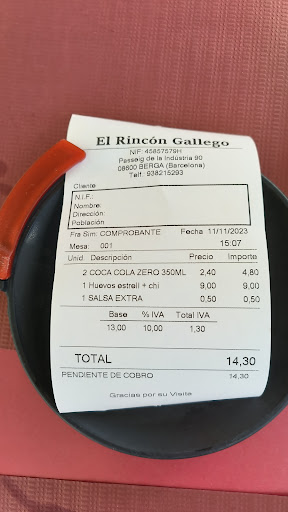 El Rincón Gallego
NIF: 45857579H
Passeig de la Indústria 90
08600 BERGA (Barcelona)
Telf: 938215293
Cliente
N.I.F.:
Nombre:
Dirección:
Población
Fra Sim: COMPROBANTE Fecha 11/11/2023
Mesa: 001 15:07
Unid Descripción Precio Importe
2 COCA COLA ZERO 350ML 2,40 4,80
1 Huevos estrell + chi 9,00 9,00
1 SALSA EXTRA 0,50 0,50
Base % IVA Total IVA
13,00 10,00 1,30
TOTAL 14,30
PENDIENTE DE COBRO 14,30
Gracias por su Visita